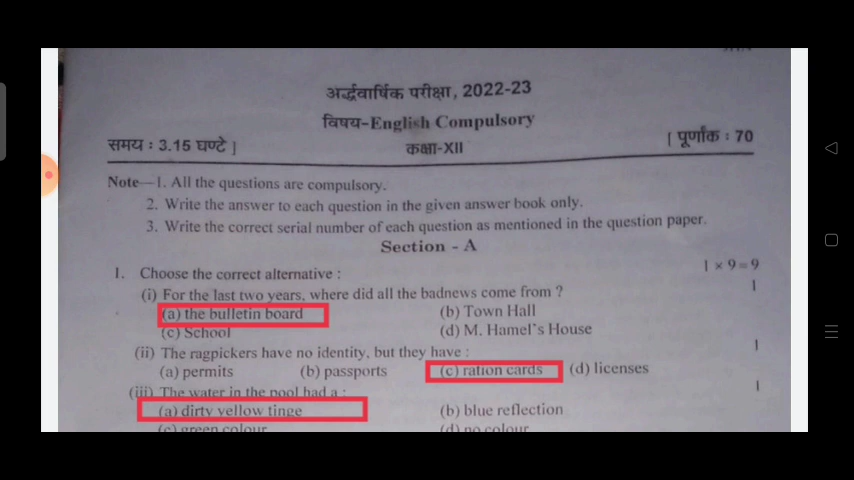 अर्द्धवार्षिक परीक्षा, 2022-23
विषय-English Compulsory
समय : 3.15 घण्टे ]
कक्षा-XII
[ पूर्णांक : 70
Note—1. All the questions are compulsory.
2. Write the answer to each question in the given answer book only.
3. Write the correct serial number of each question as mentioned in the question paper.
Section - A
1. Choose the correct alternative : 1 × 9 = 9
(i) For the last two years, where did all the badnews come from ? 1
(a) the bulletin board (b) Town Hall
(c) School (d) M. Hamel's House
(ii) The ragpickers have no identity, but they have : 1
(a) permits (b) passports (c) ration cards (d) licenses
(iii) The water in the pool had a : 1
(a) dirty yellow tinge (b) blue reflection
(c) green colour (d) no colour